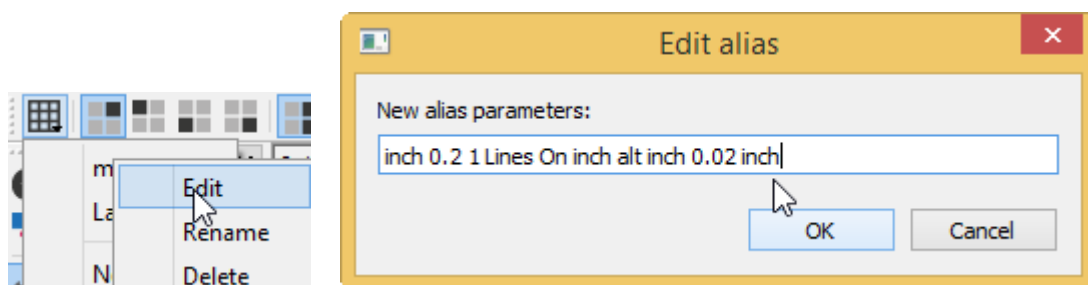 Edit
Rename
Delete
Edit alias
New alias parameters:
inch 0.2 1 Lines On inch alt inch 0.02 inch
OK
Cancel